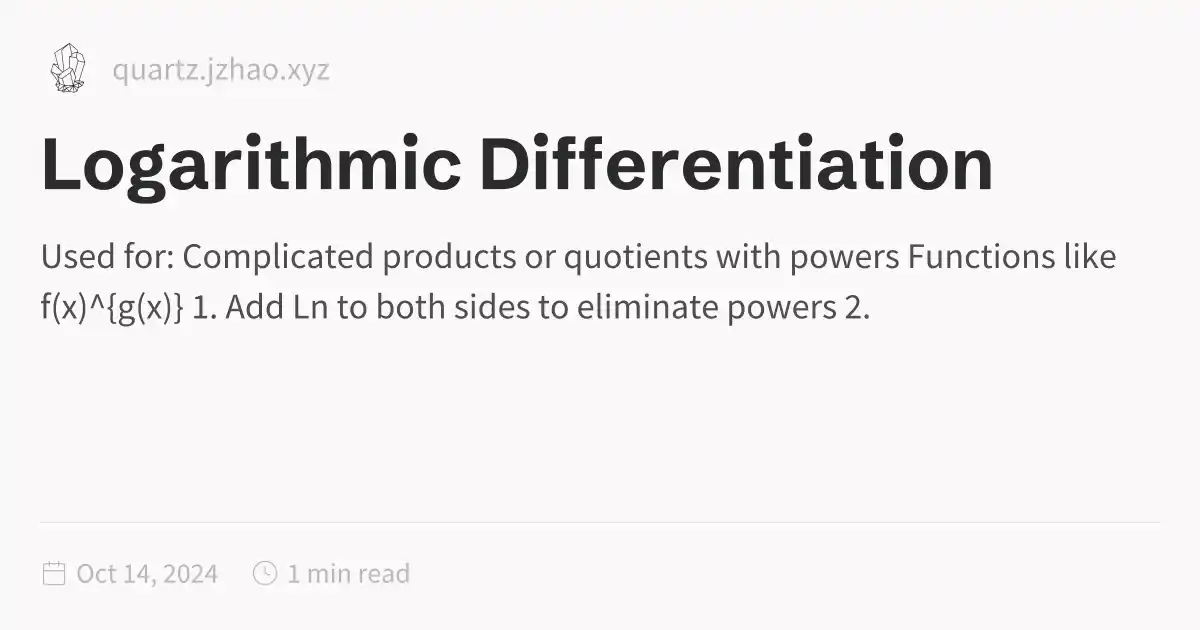 quartz.jzhao.xyz
Logarithmic Differentiation
Used for: Complicated products or quotients with powers Functions like
f(x)^{g(x)} 1. Add Ln to both sides to eliminate powers 2.
Oct 14, 2024 1 min read